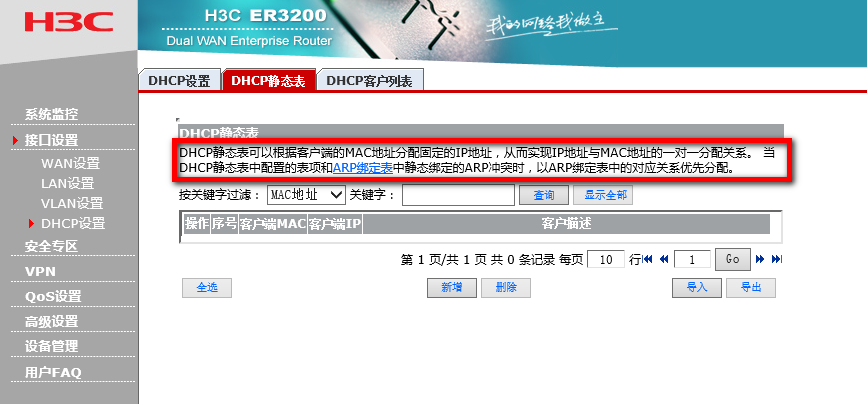 H3C
H3C ER3200
Dual WAN Enterprise Router
我的网络我做主
DHCP设置 DHCP静态表 DHCP客户列表
系统监控
接口设置
WAN设置
LAN设置
VLAN设置
DHCP设置
安全专区
VPN
QoS设置
高级设置
设备管理
用户FAQ
DHCP静态表
DHCP静态表可以根据客户端的MAC地址分配固定的IP地址，从而实现IP地址与MAC地址的一对一分配关系。 当
DHCP静态表中配置的表项和ARP绑定表中静态绑定的ARP冲突时，以ARP绑定表中的对应关系优先分配。
按关键字过滤： MAC地址 关键字： 查询 显示全部
操作 序号 客户端MAC 客户端IP 客户描述
第 1 页/共 1 页 共 0 条记录 每页 10 行 1 Go
全选 新增 删除 导入 导出